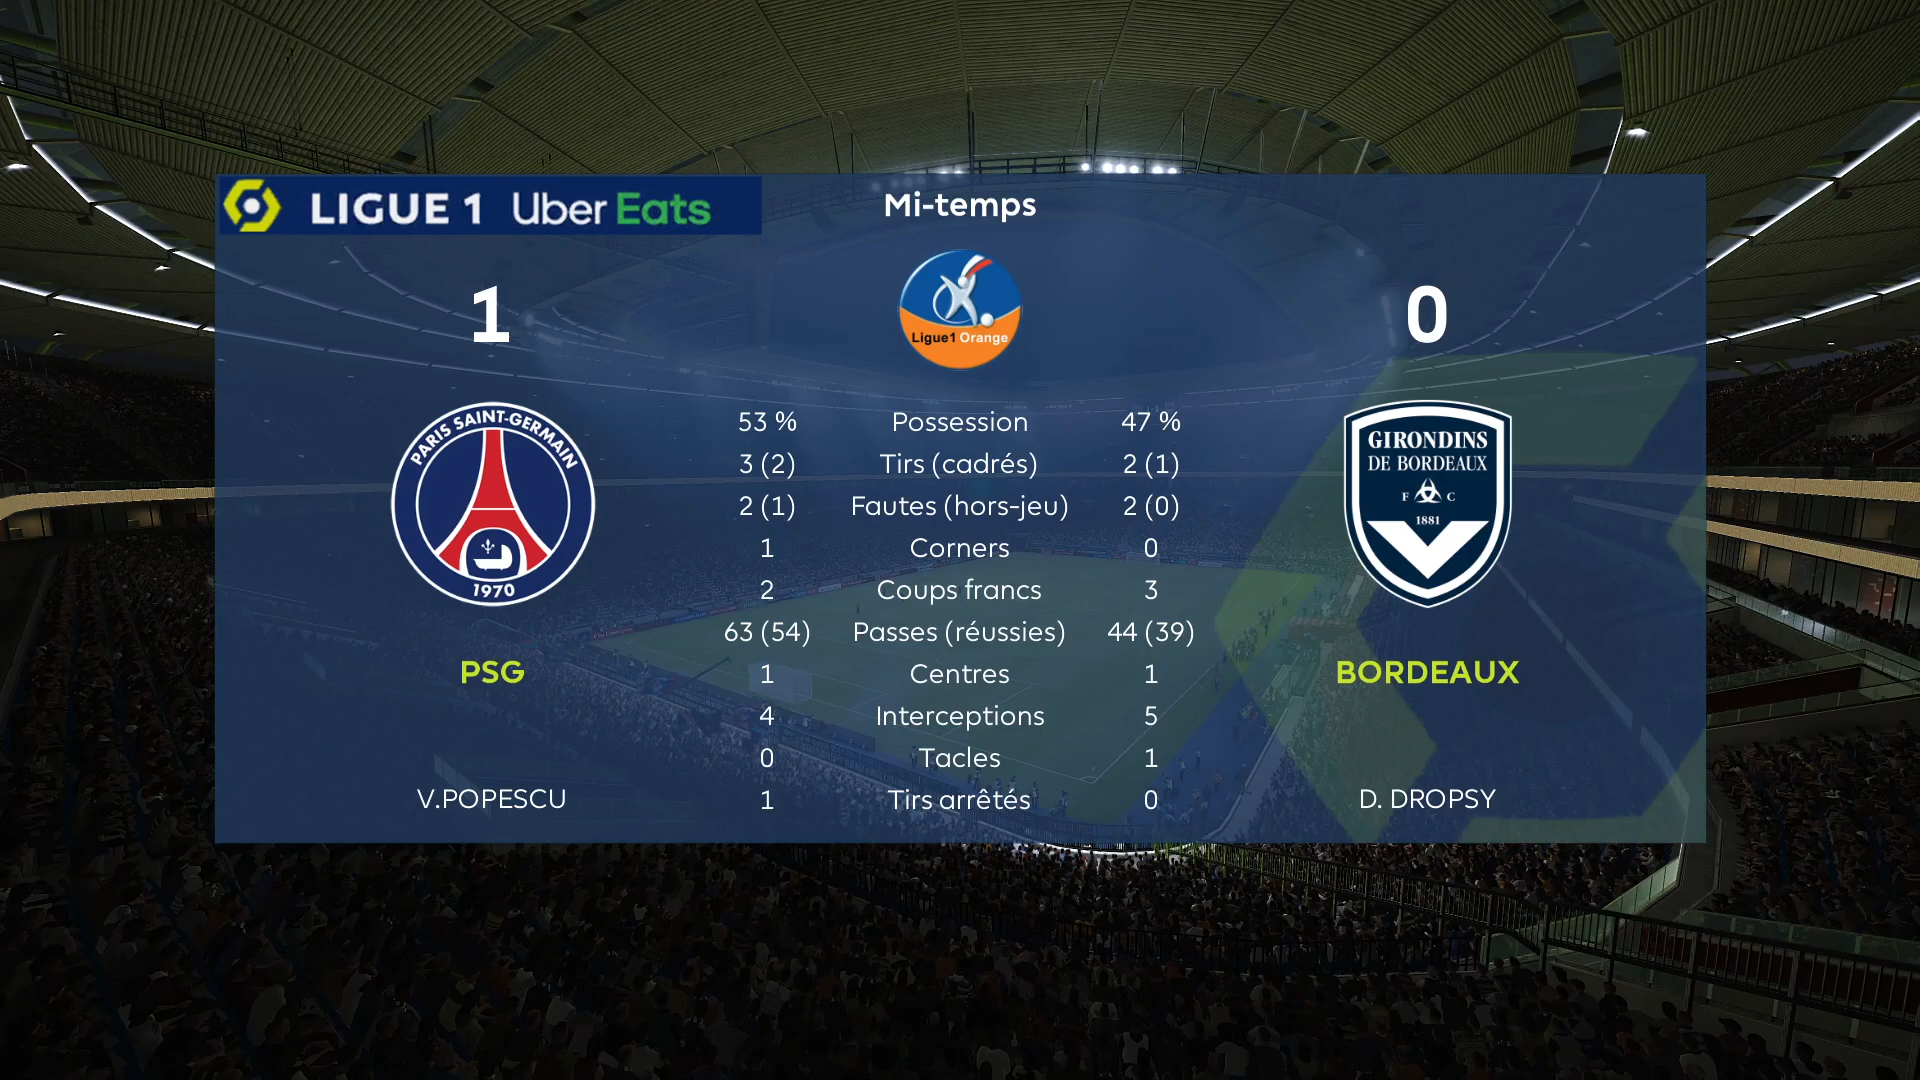 LIGUE 1 Uber Eats
Mi-temps
1
0
Ligue1 Orange
PARIS SAINT-GERMAIN
1970
GIRONDINS
DE BORDEAUX
F C
1881
53 % Possession 47 %
3 (2) Tirs (cadrés) 2 (1)
2 (1) Fautes (hors-jeu) 2 (0)
1 Corners 0
2 Coups francs 3
63 (54) Passes (réussies) 44 (39)
PSG
BORDEAUX
1 Centres 1
4 Interceptions 5
0 Tacles 1
V.POPESCU
1 Tirs arrêtés 0
D. DROPSY